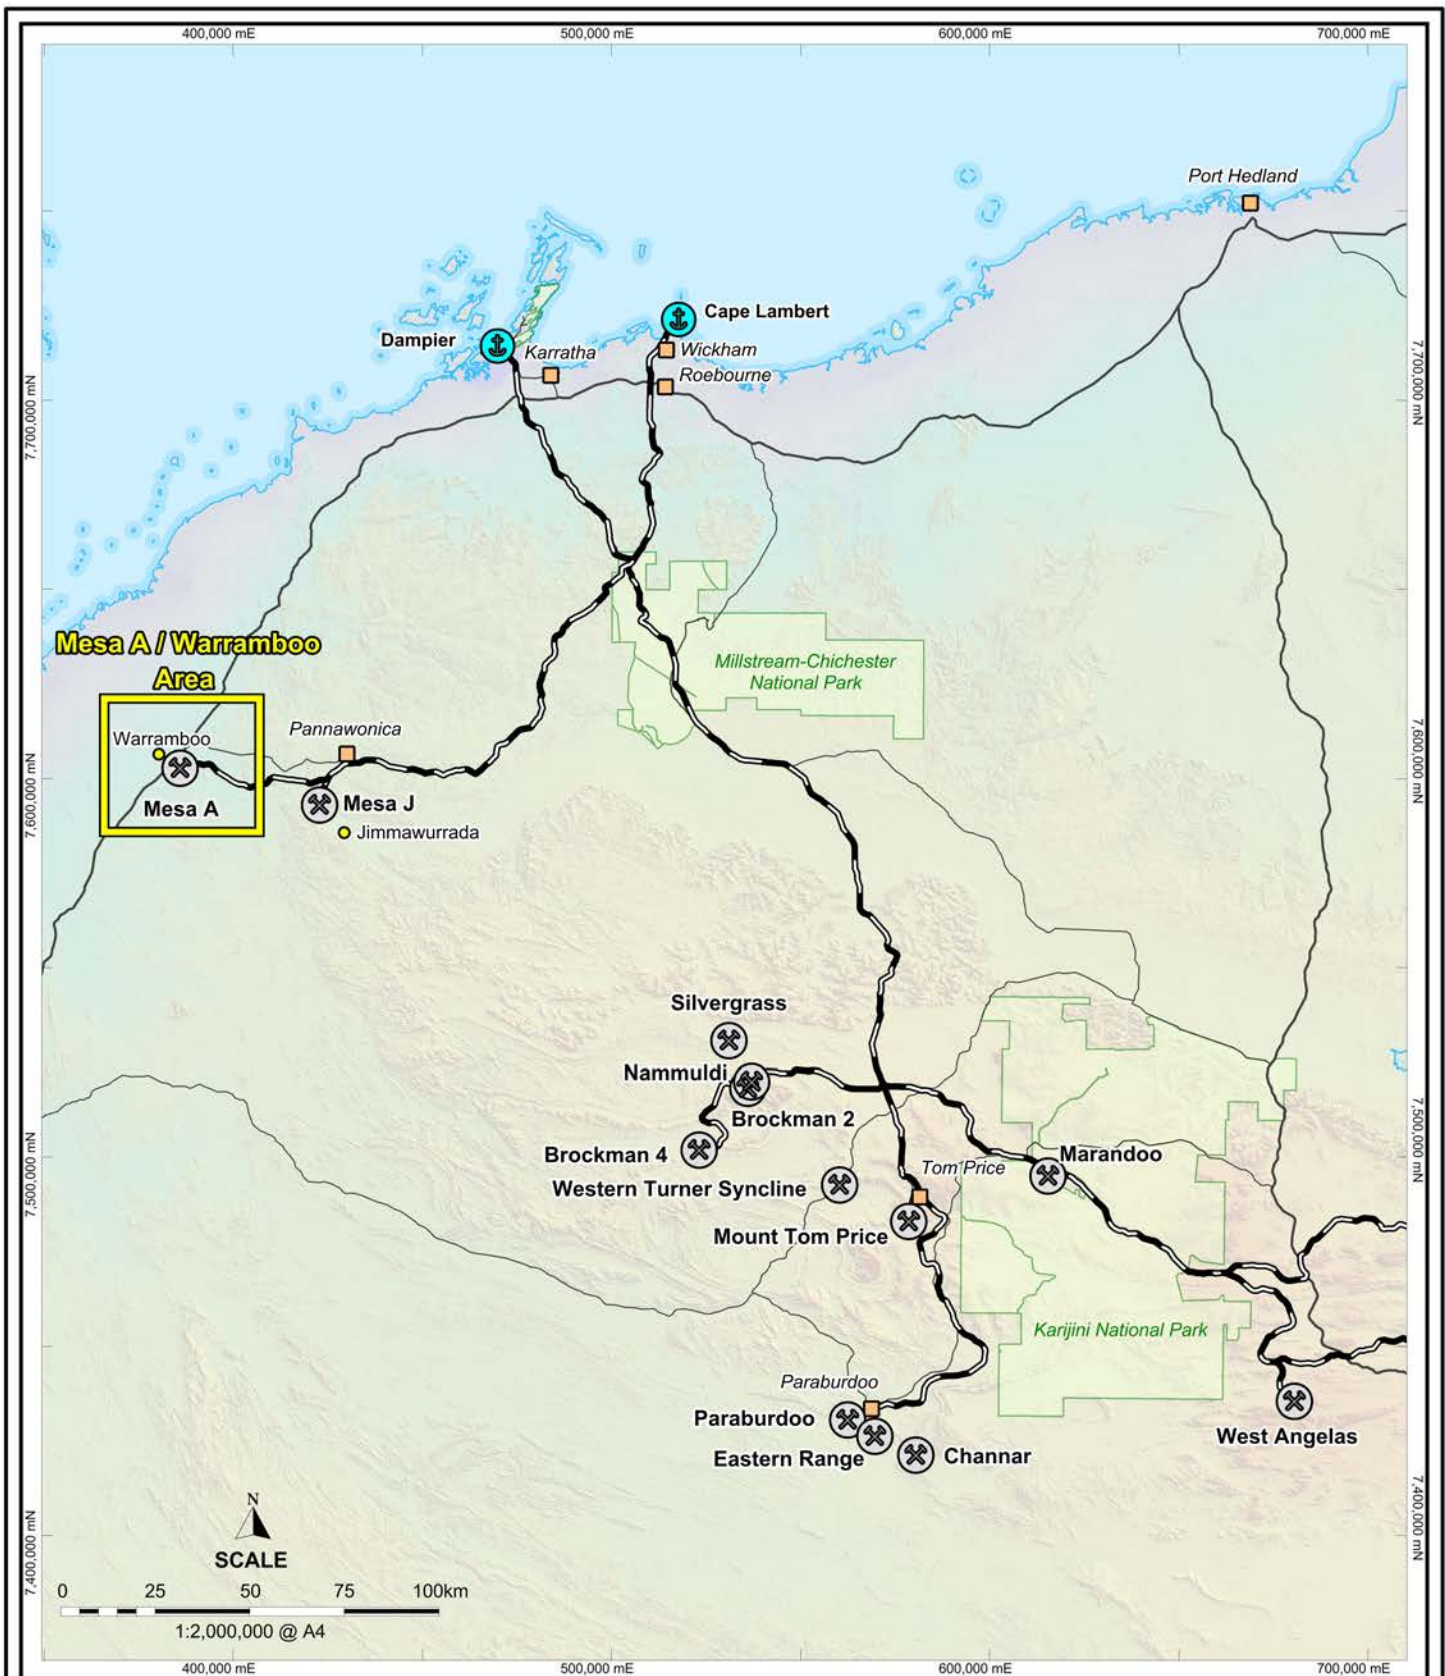 400,000 mE
500,000 mE
600,000 mE
700,000 mE
Port Hedland
Cape Lambert
Dampier
Karratha
Wickham
Roebourne
7,700,000 mN
7,700,000 mN
Mesa A / Warramboo
Area
Millstream-Chichester
National Park
Warramboo
Pannawonica
Mesa A
Mesa J
Jimmawurrada
7,600,000 mN
7,600,000 mN
Silvergrass
Nammuldi
Brockman 2
Brockman 4
Western Turner Syncline
Tom Price
Marandoo
Mount Tom Price
7,500,000 mN
7,500,000 mN
Karijini National Park
Paraburdoo
Paraburdoo
Eastern Range
Channar
West Angelas
7,400,000 mN
7,400,000 mN
N
SCALE
0 25 50 75 100km
1:2,000,000 @ A4
400,000 mE
500,000 mE
600,000 mE
700,000 mE